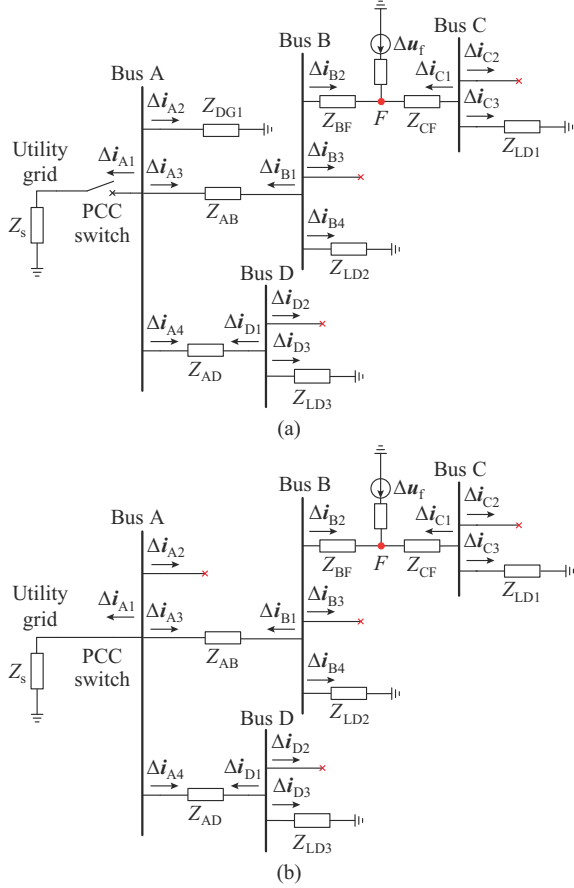 Bus C
Bus B
Δu_f
Δi_B2
Δi_C1
Δi_C2
Bus A
Δi_A2
Z_DG1
Z_BF
F
Z_CF
Δi_C3
Z_LD1
Utility
grid
Δi_A1
Δi_A3
Δi_B1
Δi_B3
Z_s
PCC
switch
Z_AB
Δi_B4
Z_LD2
Bus D
Δi_D2
Δi_A4
Δi_D1
Δi_D3
Z_AD
Z_LD3
(a)
Bus C
Bus B
Δu_f
Δi_B2
Δi_C1
Δi_C2
Bus A
Δi_A2
Z_BF
F
Z_CF
Δi_C3
Z_LD1
Utility
grid
Δi_A1
Δi_A3
Δi_B1
Δi_B3
Z_s
PCC
switch
Z_AB
Δi_B4
Z_LD2
Bus D
Δi_D2
Δi_A4
Δi_D1
Δi_D3
Z_AD
Z_LD3
(b)